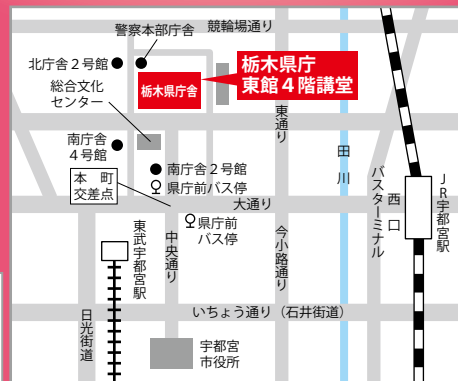 警察本部庁舎
競輪場通り
北庁舎2号館
総合文化
センター
栃木県庁舎
栃木県庁
東館4階講堂
東通り
南庁舎
4号館
田川
南庁舎2号館
県庁前バス停
本町
交差点
大通り
県庁前
バス停
西口
バスターミナル
JR宇都宮駅
東武宇都宮駅
中央通り
今小路通り
日光街道
いちょう通り(石井街道)
宇都宮
市役所